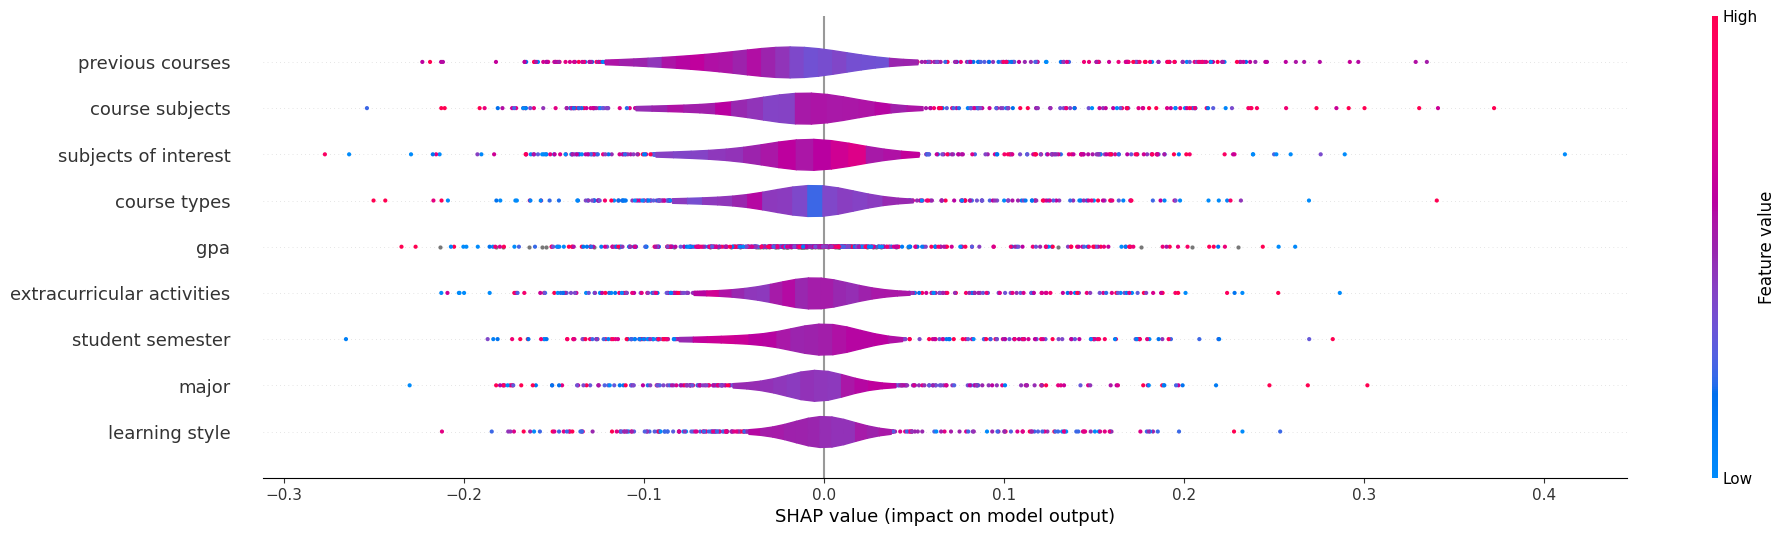 High
previous courses
course subjects
subjects of interest
course types
gpa
extracurricular activities
student semester
major
learning style
Feature value
Low
−0.3 −0.2 −0.1 0.0 0.1 0.2 0.3 0.4
SHAP value (impact on model output)